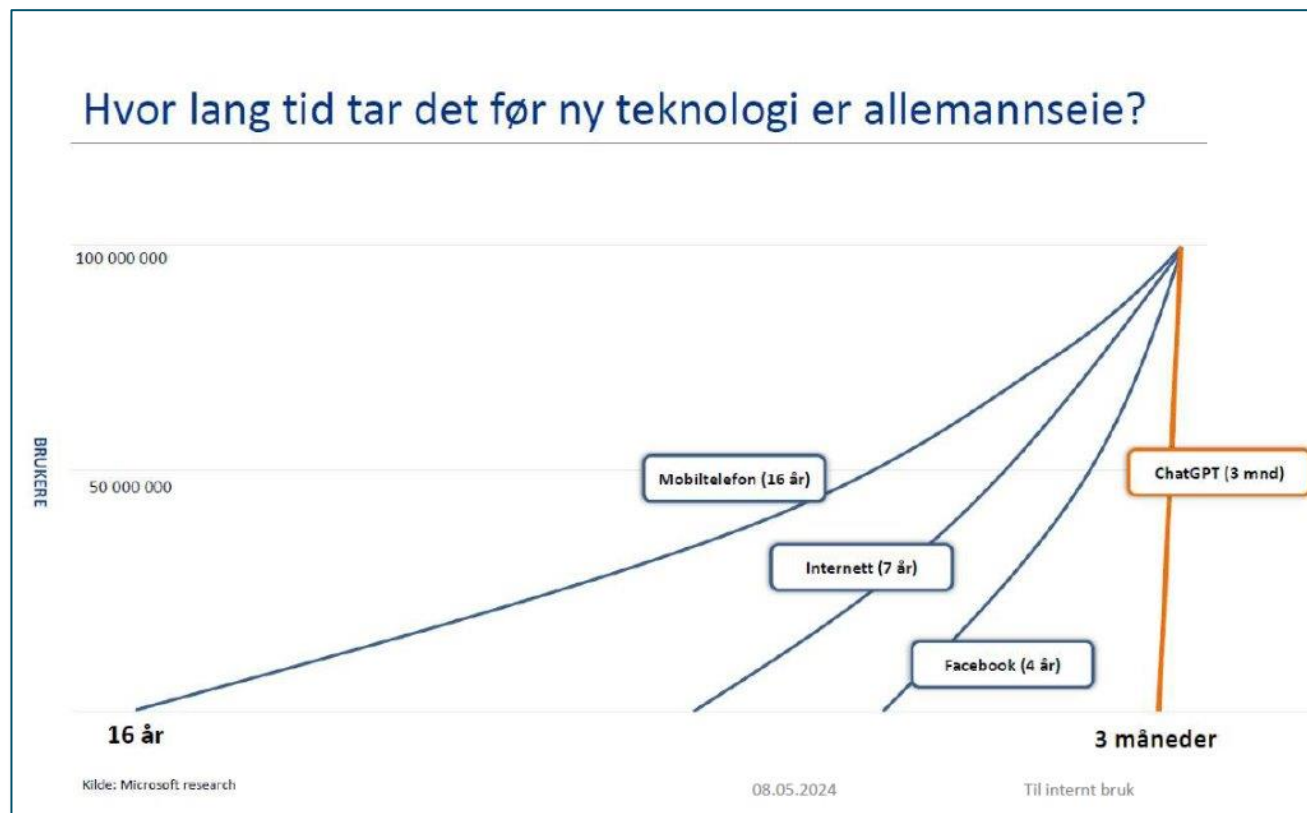 Hvor lang tid tar det før ny teknologi er allemannseie?
100 000 000
BRUKERE
50 000 000
Mobiltelefon (16 år)
ChatGPT (3 mnd)
Internett (7 år)
Facebook (4 år)
16 år
3 måneder
Kilde: Microsoft research
08.05.2024
Til internt bruk